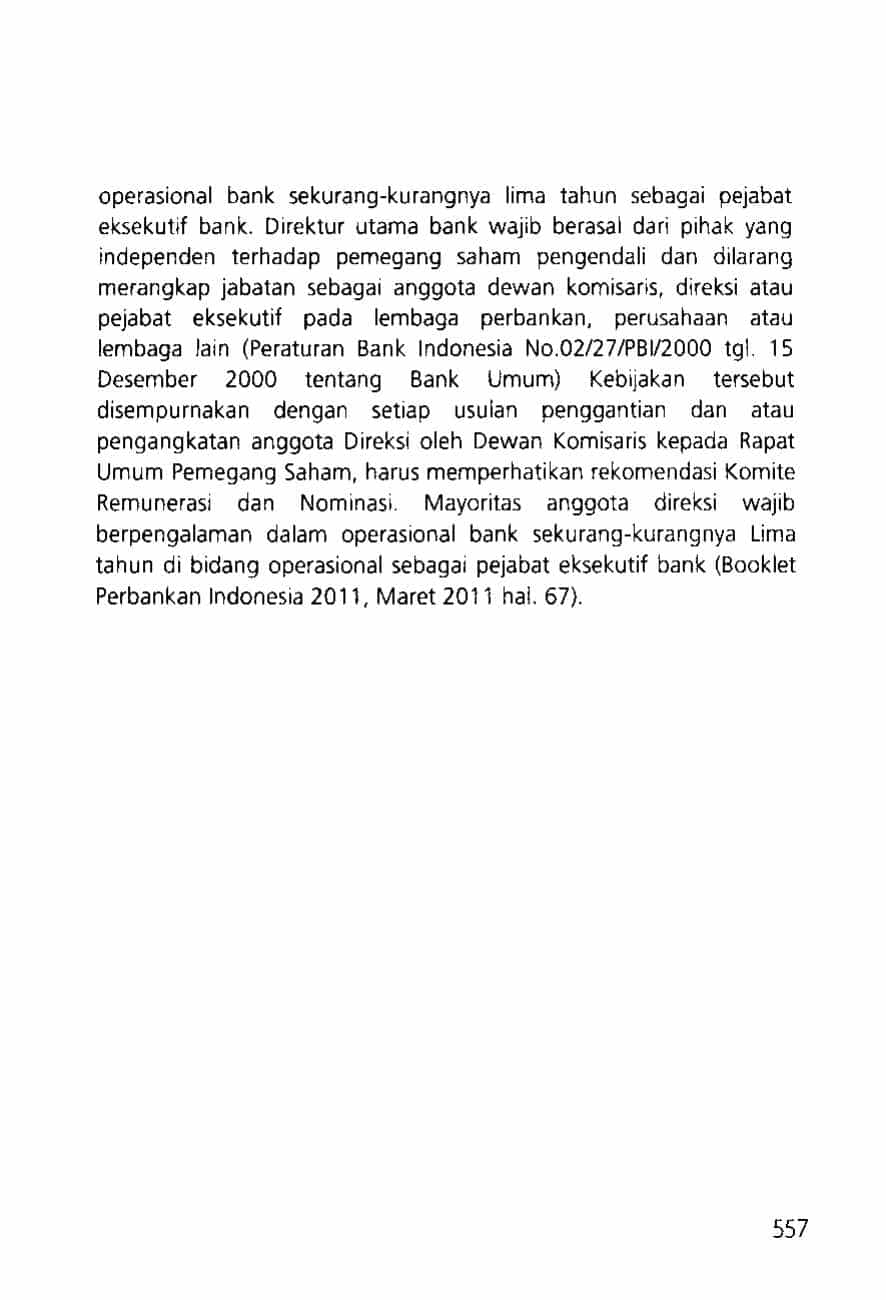 operasional bank sekurang-kurangnya lima tahun sebagai pejabat
eksekutif bank. Direktur utama bank wajib berasal dari pihak yang
independen terhadap pemegang saham pengendali dan dilarang
merangkap jabatan sebagai anggota dewan komisaris, direksi atau
pejabat eksekutif pada lembaga perbankan, perusahaan atau
lembaga lain (Peraturan Bank Indonesia No.02/27/PBI/2000 tgl. 15
Desember 2000 tentang Bank Umum) Kebijakan tersebut
disempurnakan dengan setiap usulan penggantian dan atau
pengangkatan anggota Direksi oleh Dewan Komisaris kepada Rapat
Umum Pemegang Saham, harus memperhatikan rekomendasi Komite
Remunerasi dan Nominasi. Mayoritas anggota direksi wajib
berpengalaman dalam operasional bank sekurang-kurangnya Lima
tahun di bidang operasional sebagai pejabat eksekutif bank (Booklet
Perbankan Indonesia 2011, Maret 2011 hal. 67).
557